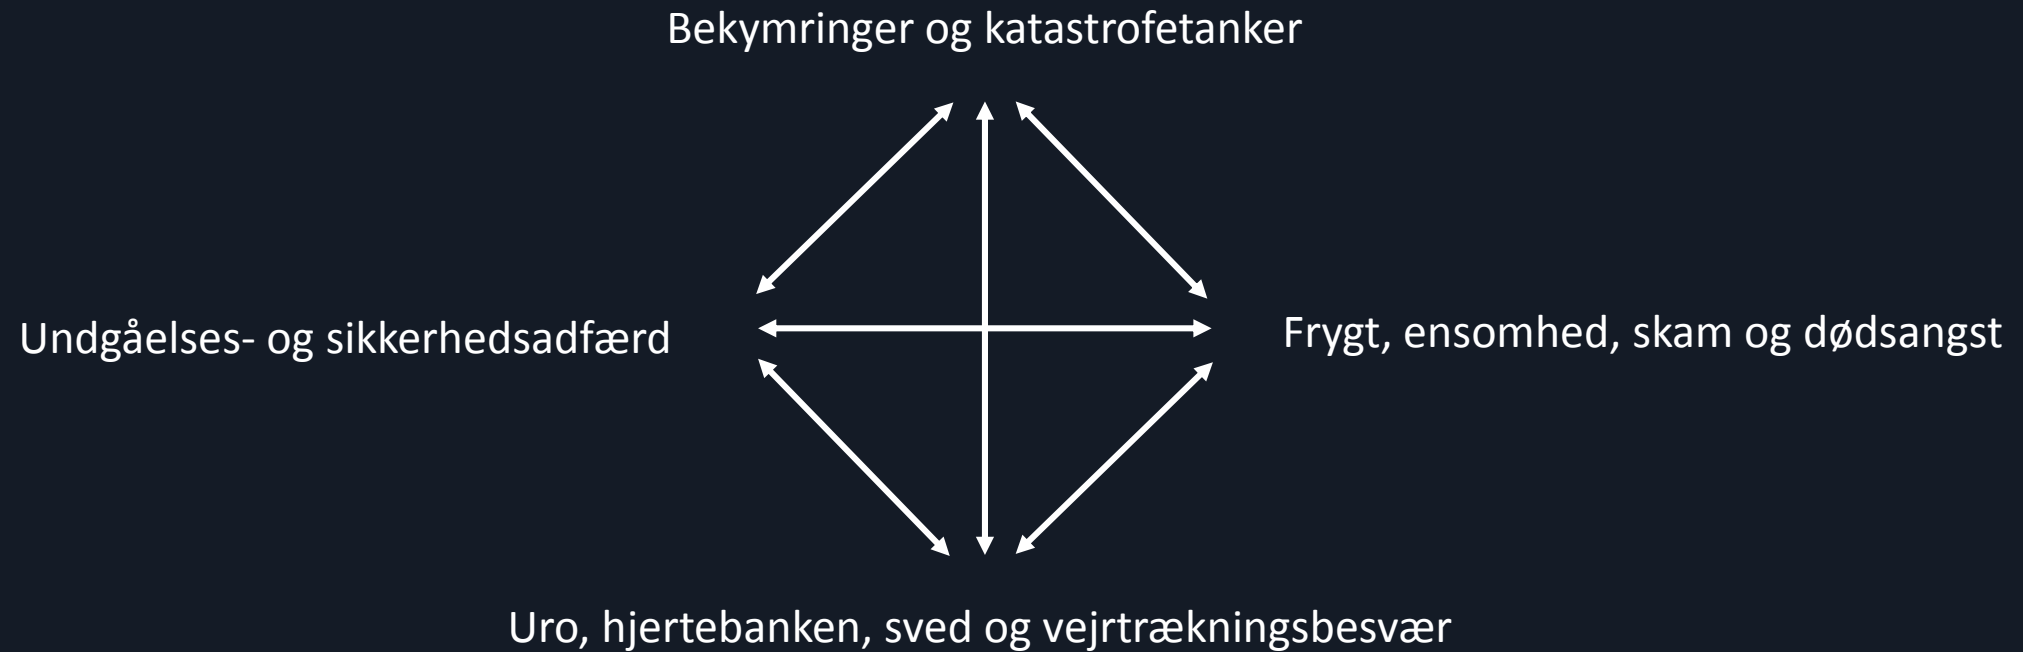 Bekymringer og katastrofetanker
Undgåelses- og sikkerhedsadfærd
Frygt, ensomhed, skam og dødsangst
Uro, hjertebanken, sved og vejrtrækningsbesvær